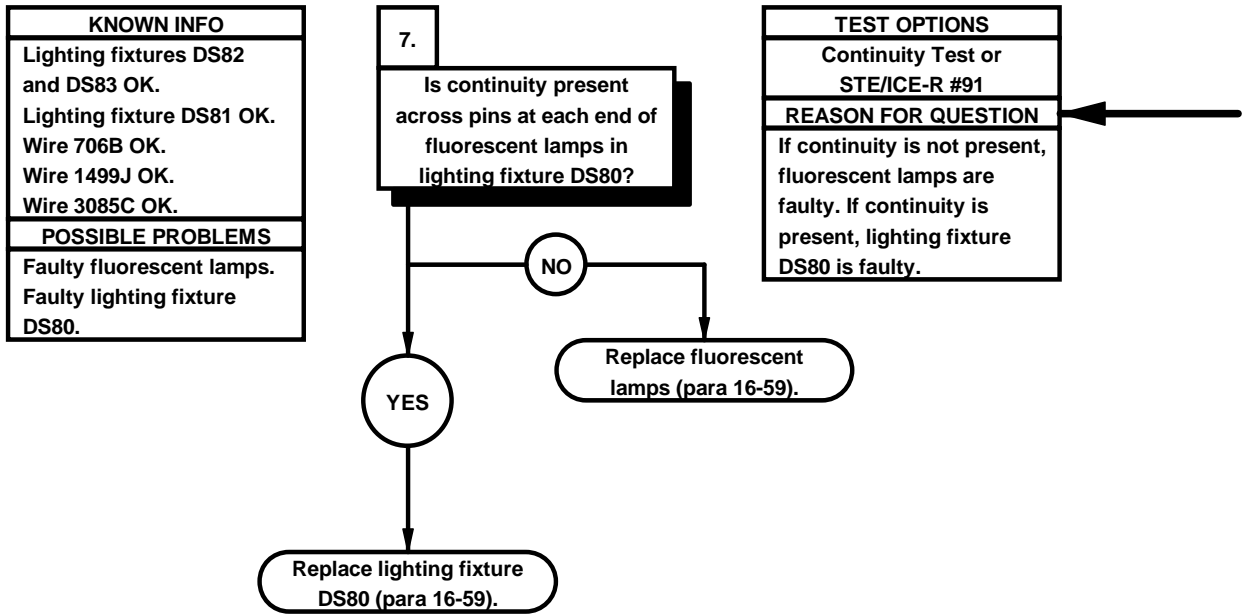 KNOWN INFO
Lighting fixtures DS82
and DS83 OK.
Lighting fixture DS81 OK.
Wire 706B OK.
Wire 1499J OK.
Wire 3085C OK.
POSSIBLE PROBLEMS
Faulty fluorescent lamps.
Faulty lighting fixture
DS80.
7.
Is continuity present
across pins at each end of
fluorescent lamps in
lighting fixture DS80?
TEST OPTIONS
Continuity Test or
STE/ICE-R #91
REASON FOR QUESTION
If continuity is not present,
fluorescent lamps are
faulty. If continuity is
present, lighting fixture
DS80 is faulty.
NO
Replace fluorescent
lamps (para 16-59).
YES
Replace lighting fixture
DS80 (para 16-59).